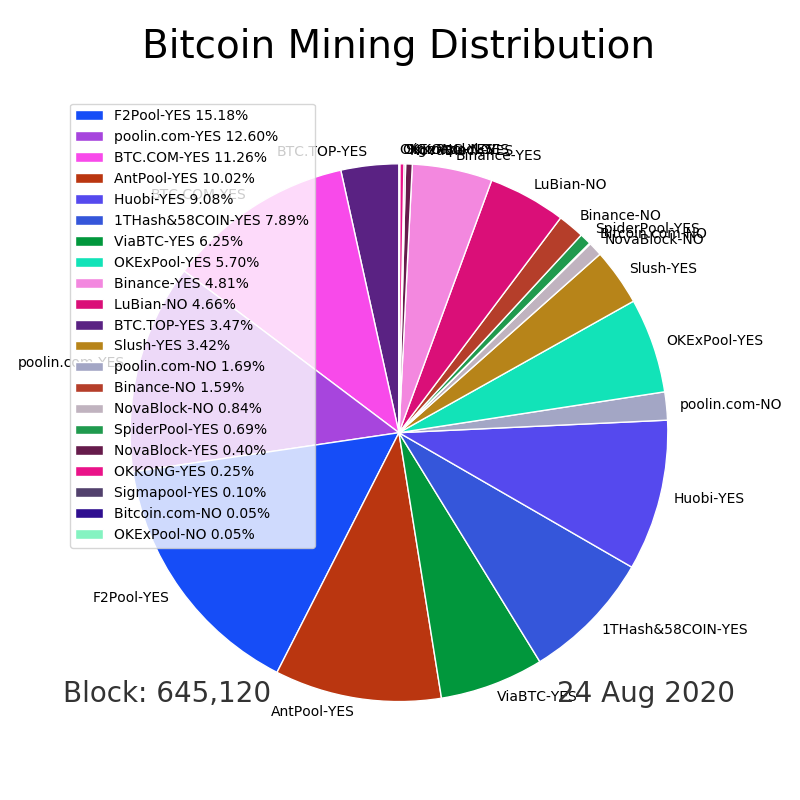 Bitcoin Mining Distribution
F2Pool-YES 15.18%
poolin.com-YES 12.60%
BTC.COM-YES 11.26%
AntPool-YES 10.02%
Huobi-YES 9.08%
1THash&58COIN-YES 7.89%
ViaBTC-YES 6.25%
OKExPool-YES 5.70%
Binance-YES 4.81%
LuBian-NO 4.66%
BTC.TOP-YES 3.47%
Slush-YES 3.42%
poolin.com-NO 1.69%
Binance-NO 1.59%
NovaBlock-NO 0.84%
SpiderPool-YES 0.69%
NovaBlock-YES 0.40%
OKKONG-YES 0.25%
Sigmapool-YES 0.10%
Bitcoin.com-NO 0.05%
OKExPool-NO 0.05%
BTC.TOP-YES
BTC.COM-YES
poolin.com-YES
F2Pool-YES
AntPool-YES
ViaBTC-YES
1THash&58COIN-YES
Huobi-YES
poolin.com-NO
OKExPool-YES
Slush-YES
NovaBlock-NO
Bitcoin.com-NO
SpiderPool-YES
Binance-NO
LuBian-NO
Binance-YES
Block: 645,120
24 Aug 2020